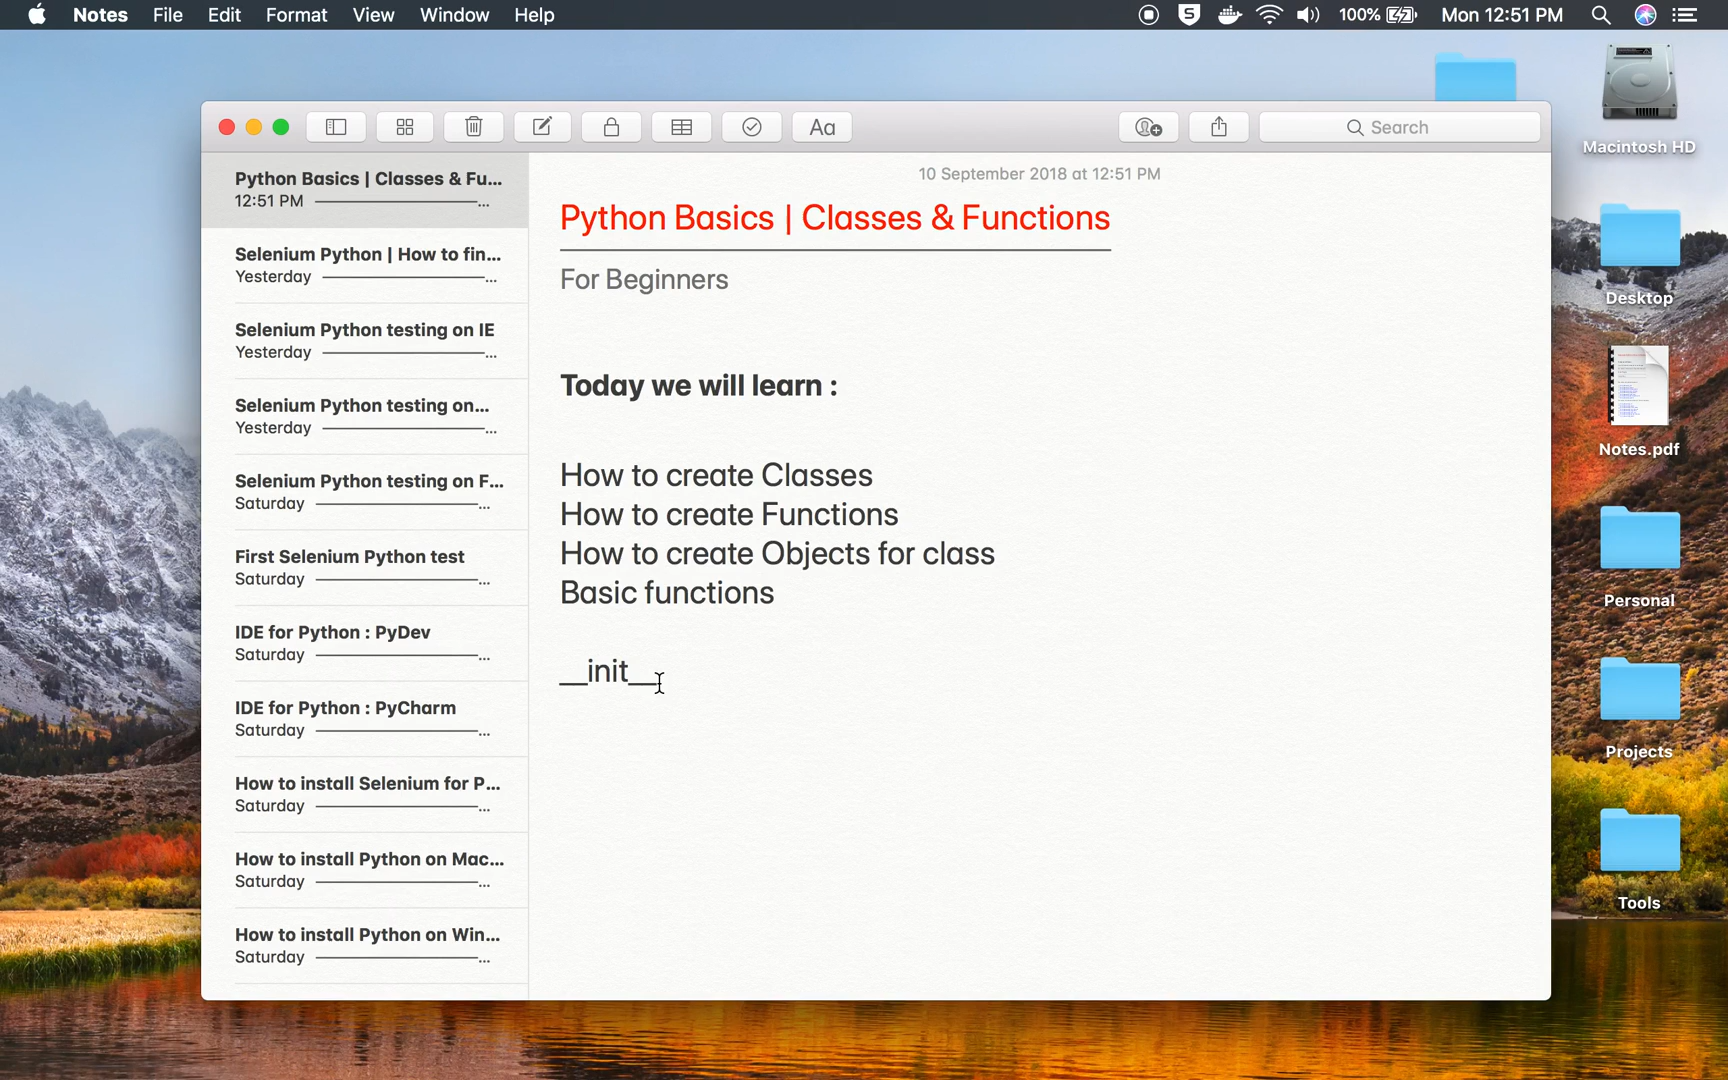 Notes File Edit Format View Window Help 100% Mon 12:51 PM
Macintosh HD
Search
Python Basics | Classes & Fu...
12:51 PM ...
Selenium Python | How to fin...
Yesterday ...
Selenium Python testing on IE
Yesterday ...
Selenium Python testing on...
Yesterday ...
Selenium Python testing on F...
Saturday ...
First Selenium Python test
Saturday ...
IDE for Python : PyDev
Saturday ...
IDE for Python : PyCharm
Saturday ...
How to install Selenium for P...
Saturday ...
How to install Python on Mac...
Saturday ...
How to install Python on Win...
Saturday ...
10 September 2018 at 12:51 PM
Python Basics | Classes & Functions
For Beginners
Today we will learn :
How to create Classes
How to create Functions
How to create Objects for class
Basic functions
__init__
Desktop
Notes.pdf
Personal
Projects
Tools